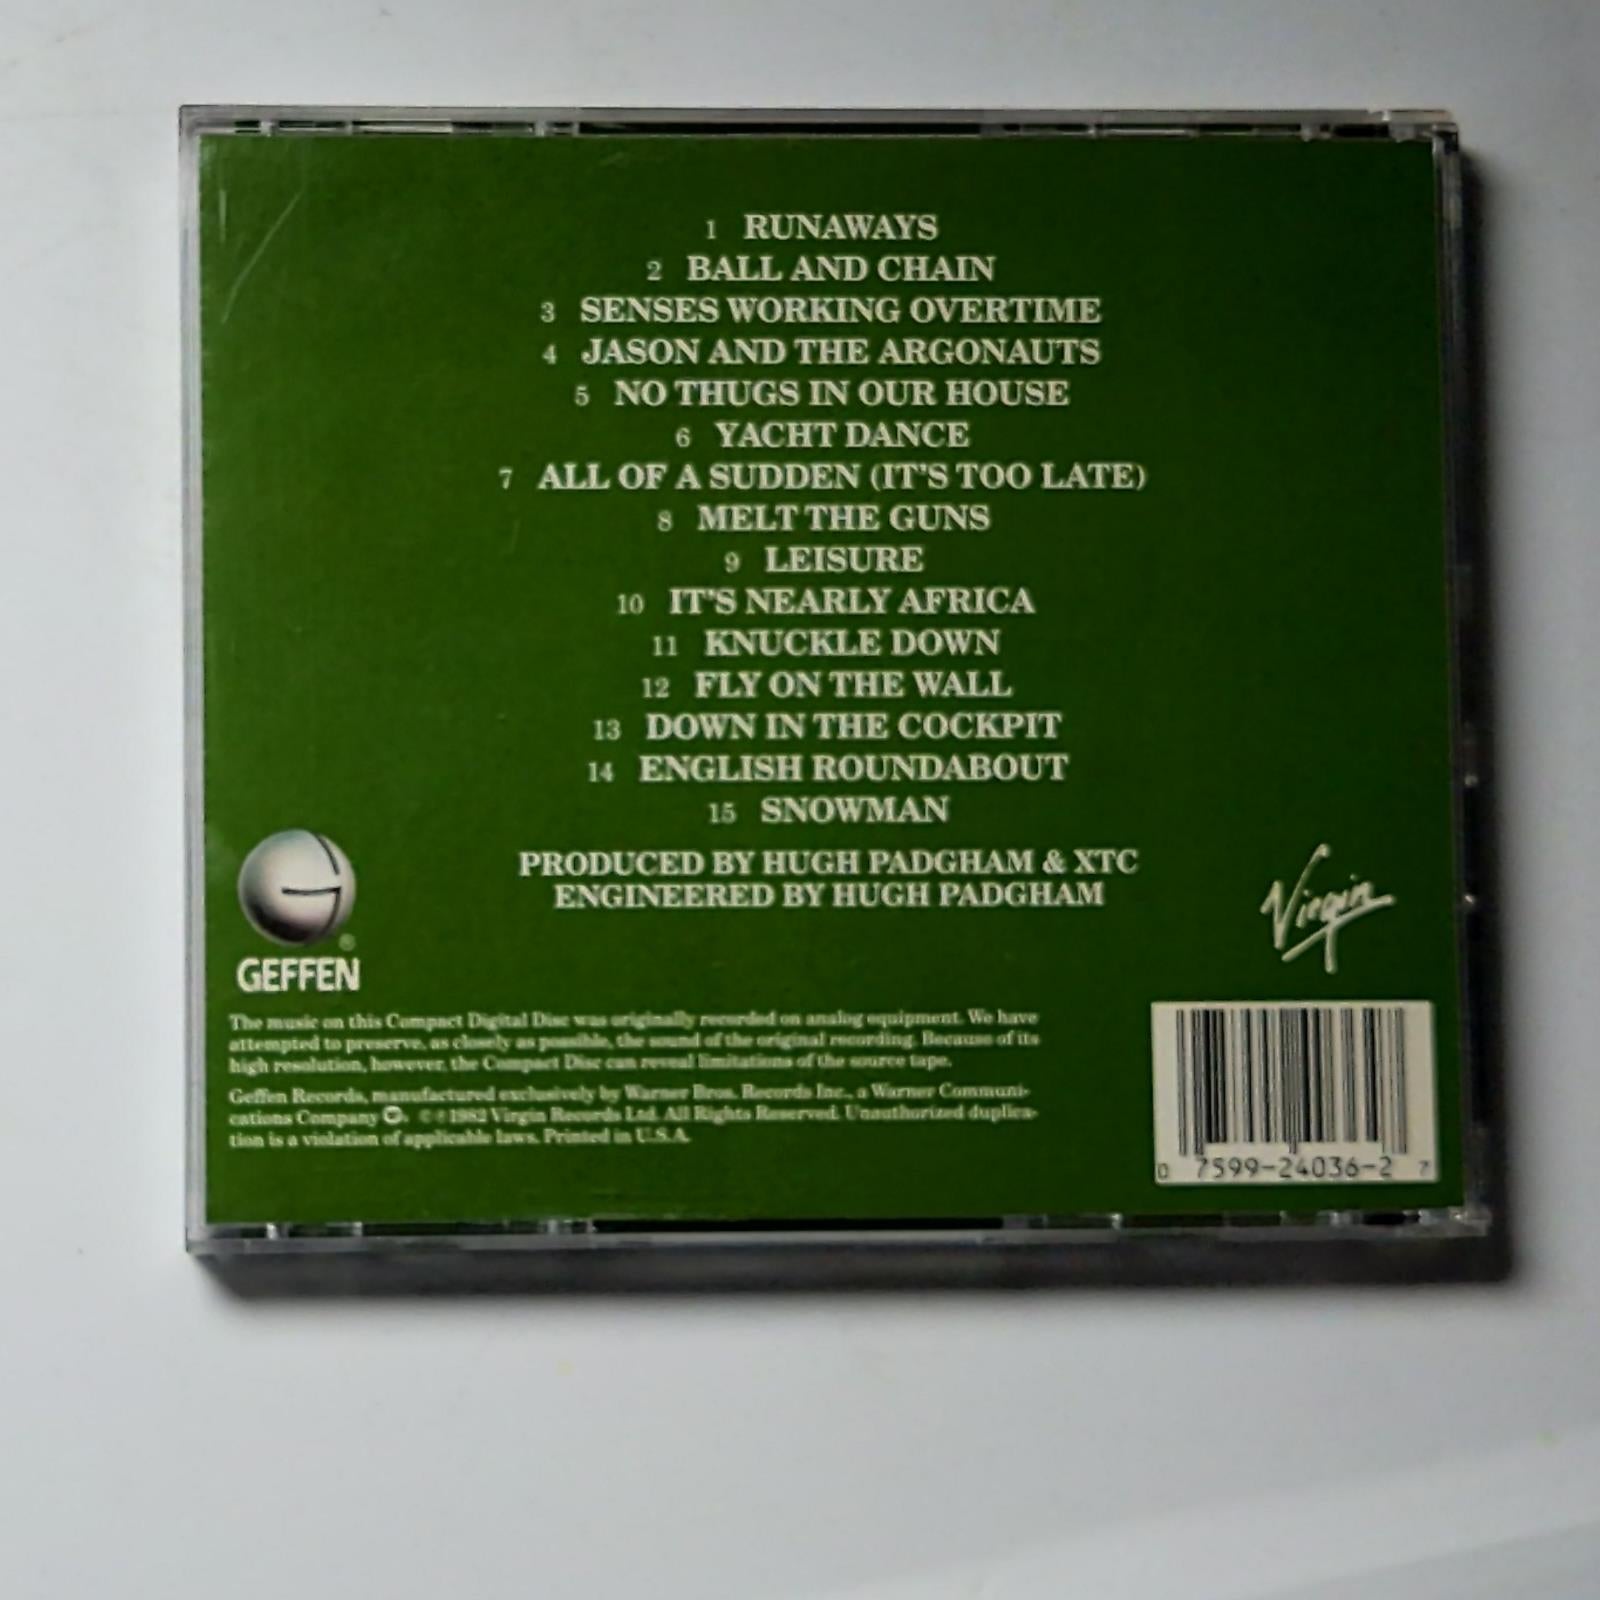 1 RUNAWAYS
2 BALL AND CHAIN
3 SENSES WORKING OVERTIME
4 JASON AND THE ARGONAUTS
5 NO THUGS IN OUR HOUSE
6 YACHT DANCE
7 ALL OF A SUDDEN (IT'S TOO LATE)
8 MELT THE GUNS
9 LEISURE
10 IT'S NEARLY AFRICA
11 KNUCKLE DOWN
12 FLY ON THE WALL
13 DOWN IN THE COCKPIT
14 ENGLISH ROUNDABOUT
15 SNOWMAN
PRODUCED BY HUGH PADGHAM & XTC
ENGINEERED BY HUGH PADGHAM
®
GEFFEN
Virgin
The music on this Compact Digital Disc was originally recorded on analog equipment. We have
attempted to preserve, as closely as possible, the sound of the original recording. Because of its
high resolution, however, the Compact Disc can reveal limitations of the source tape.
Geffen Records, manufactured exclusively by Warner Bros. Records Inc., a Warner Communi-
cations Company. © ℗ 1982 Virgin Records Ltd. All Rights Reserved. Unauthorized duplica-
tion is a violation of applicable laws. Printed in U.S.A.
0 7599-24036-2 7